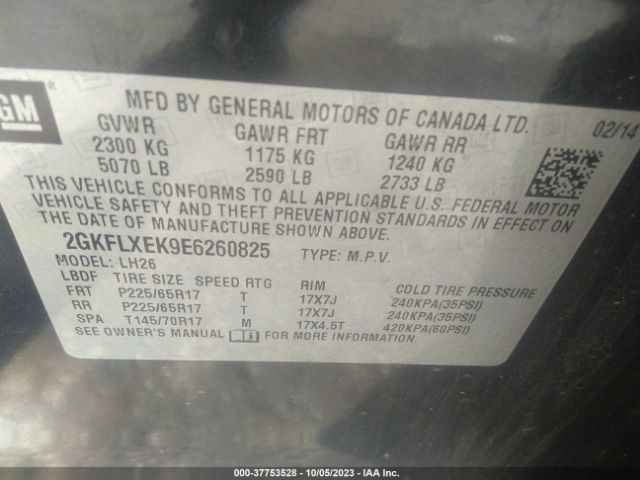 GM
MFD BY GENERAL MOTORS OF CANADA LTD.
02/14
GVWR GAWR FRT GAWR RR
2300 KG 1175 KG 1240 KG
5070 LB 2590 LB 2733 LB
THIS VEHICLE CONFORMS TO ALL APPLICABLE U.S. FEDERAL MOTOR
VEHICLE SAFETY AND THEFT PREVENTION STANDARDS IN EFFECT ON
THE DATE OF MANUFACTURE SHOWN ABOVE.
2GKFLXEK9E6260825 TYPE: M.P.V.
MODEL: LH26
LBDF TIRE SIZE SPEED RTG RIM COLD TIRE PRESSURE
FRT P225/65R17 T 17X7J 240KPA(35PSI)
RR P225/65R17 T 17X7J 240KPA(35PSI)
SPA T145/70R17 M 17X4.5T 420KPA(60PSI)
SEE OWNER'S MANUAL FOR MORE INFORMATION.
000-37753528 - 10/05/2023 - IAA Inc.